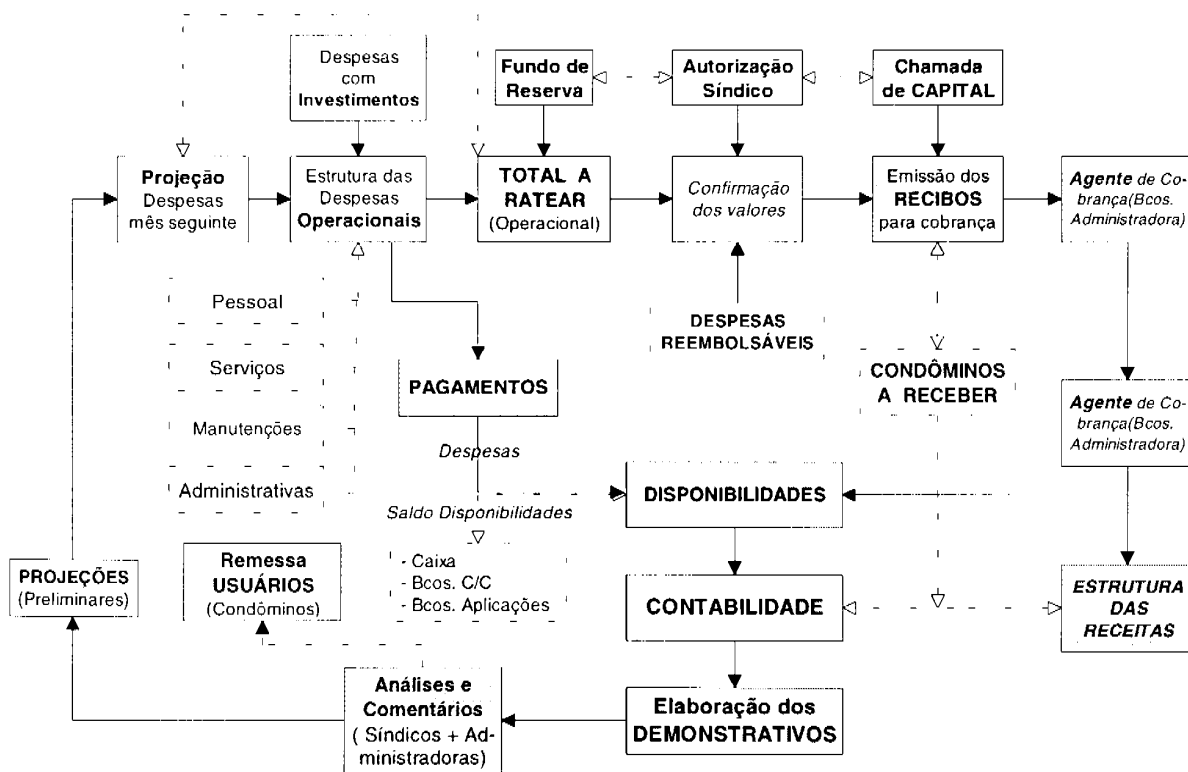 Despesas
com
Investimentos
Fundo de
Reserva
Autorização
Síndico
Chamada
de CAPITAL
Projeção
Despesas
mês seguinte
Estrutura das
Despesas
Operacionais
TOTAL A
RATEAR
(Operacional)
Confirmação
dos valores
Emissão dos
RECIBOS
para cobrança
Agente de Co-
brança(Bcos.
Administradora)
Pessoal
Serviços
Manutenções
Administrativas
PAGAMENTOS
Despesas
Saldo Disponibilidades
- Caixa
- Bcos. C/C
- Bcos. Aplicações
DESPESAS
REEMBOLSÁVEIS
CONDÔMINOS
A RECEBER
Agente de Co-
brança(Bcos.
Administradora)
DISPONIBILIDADES
PROJEÇÕES
(Preliminares)
Remessa
USUÁRIOS
(Condôminos)
CONTABILIDADE
ESTRUTURA
DAS
RECEITAS
Análises e
Comentários
( Síndicos + Ad-
ministradoras)
Elaboração dos
DEMONSTRATIVOS